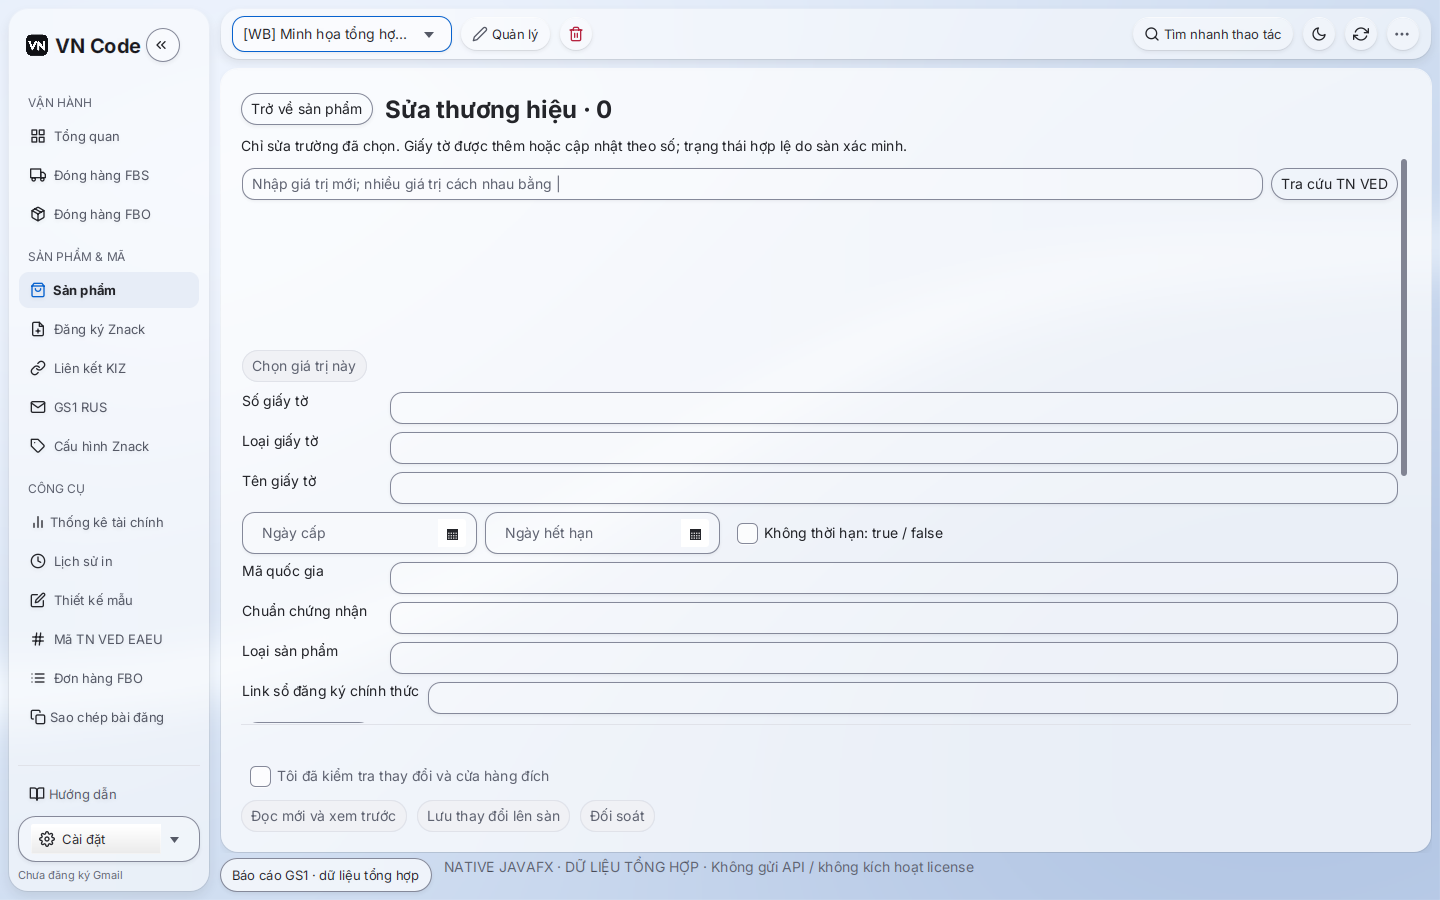 VN VN Code
[WB] Minh họa tổng hợ...
Quản lý
Tìm nhanh thao tác
VẬN HÀNH
Tổng quan
Đóng hàng FBS
Đóng hàng FBO
SẢN PHẨM & MÃ
Sản phẩm
Đăng ký Znack
Liên kết KIZ
GS1 RUS
Cấu hình Znack
CÔNG CỤ
Thống kê tài chính
Lịch sử in
Thiết kế mẫu
Mã TN VED EAEU
Đơn hàng FBO
Sao chép bài đăng
Hướng dẫn
Cài đặt
Chưa đăng ký Gmail
Trở về sản phẩm
Sửa thương hiệu · 0
Chỉ sửa trường đã chọn. Giấy tờ được thêm hoặc cập nhật theo số; trạng thái hợp lệ do sàn xác minh.
Nhập giá trị mới; nhiều giá trị cách nhau bằng |
Tra cứu TN VED
Chọn giá trị này
Số giấy tờ
Loại giấy tờ
Tên giấy tờ
Ngày cấp
Ngày hết hạn
Không thời hạn: true / false
Mã quốc gia
Chuẩn chứng nhận
Loại sản phẩm
Link sổ đăng ký chính thức
Tôi đã kiểm tra thay đổi và cửa hàng đích
Đọc mới và xem trước
Lưu thay đổi lên sàn
Đối soát
Báo cáo GS1 · dữ liệu tổng hợp
NATIVE JAVAFX · DỮ LIỆU TỔNG HỢP · Không gửi API / không kích hoạt license